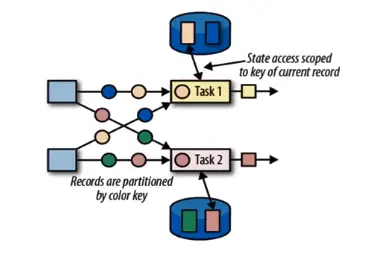 State access scoped
to key of current record
Task 1
Task 2
Records are partitioned
by color key